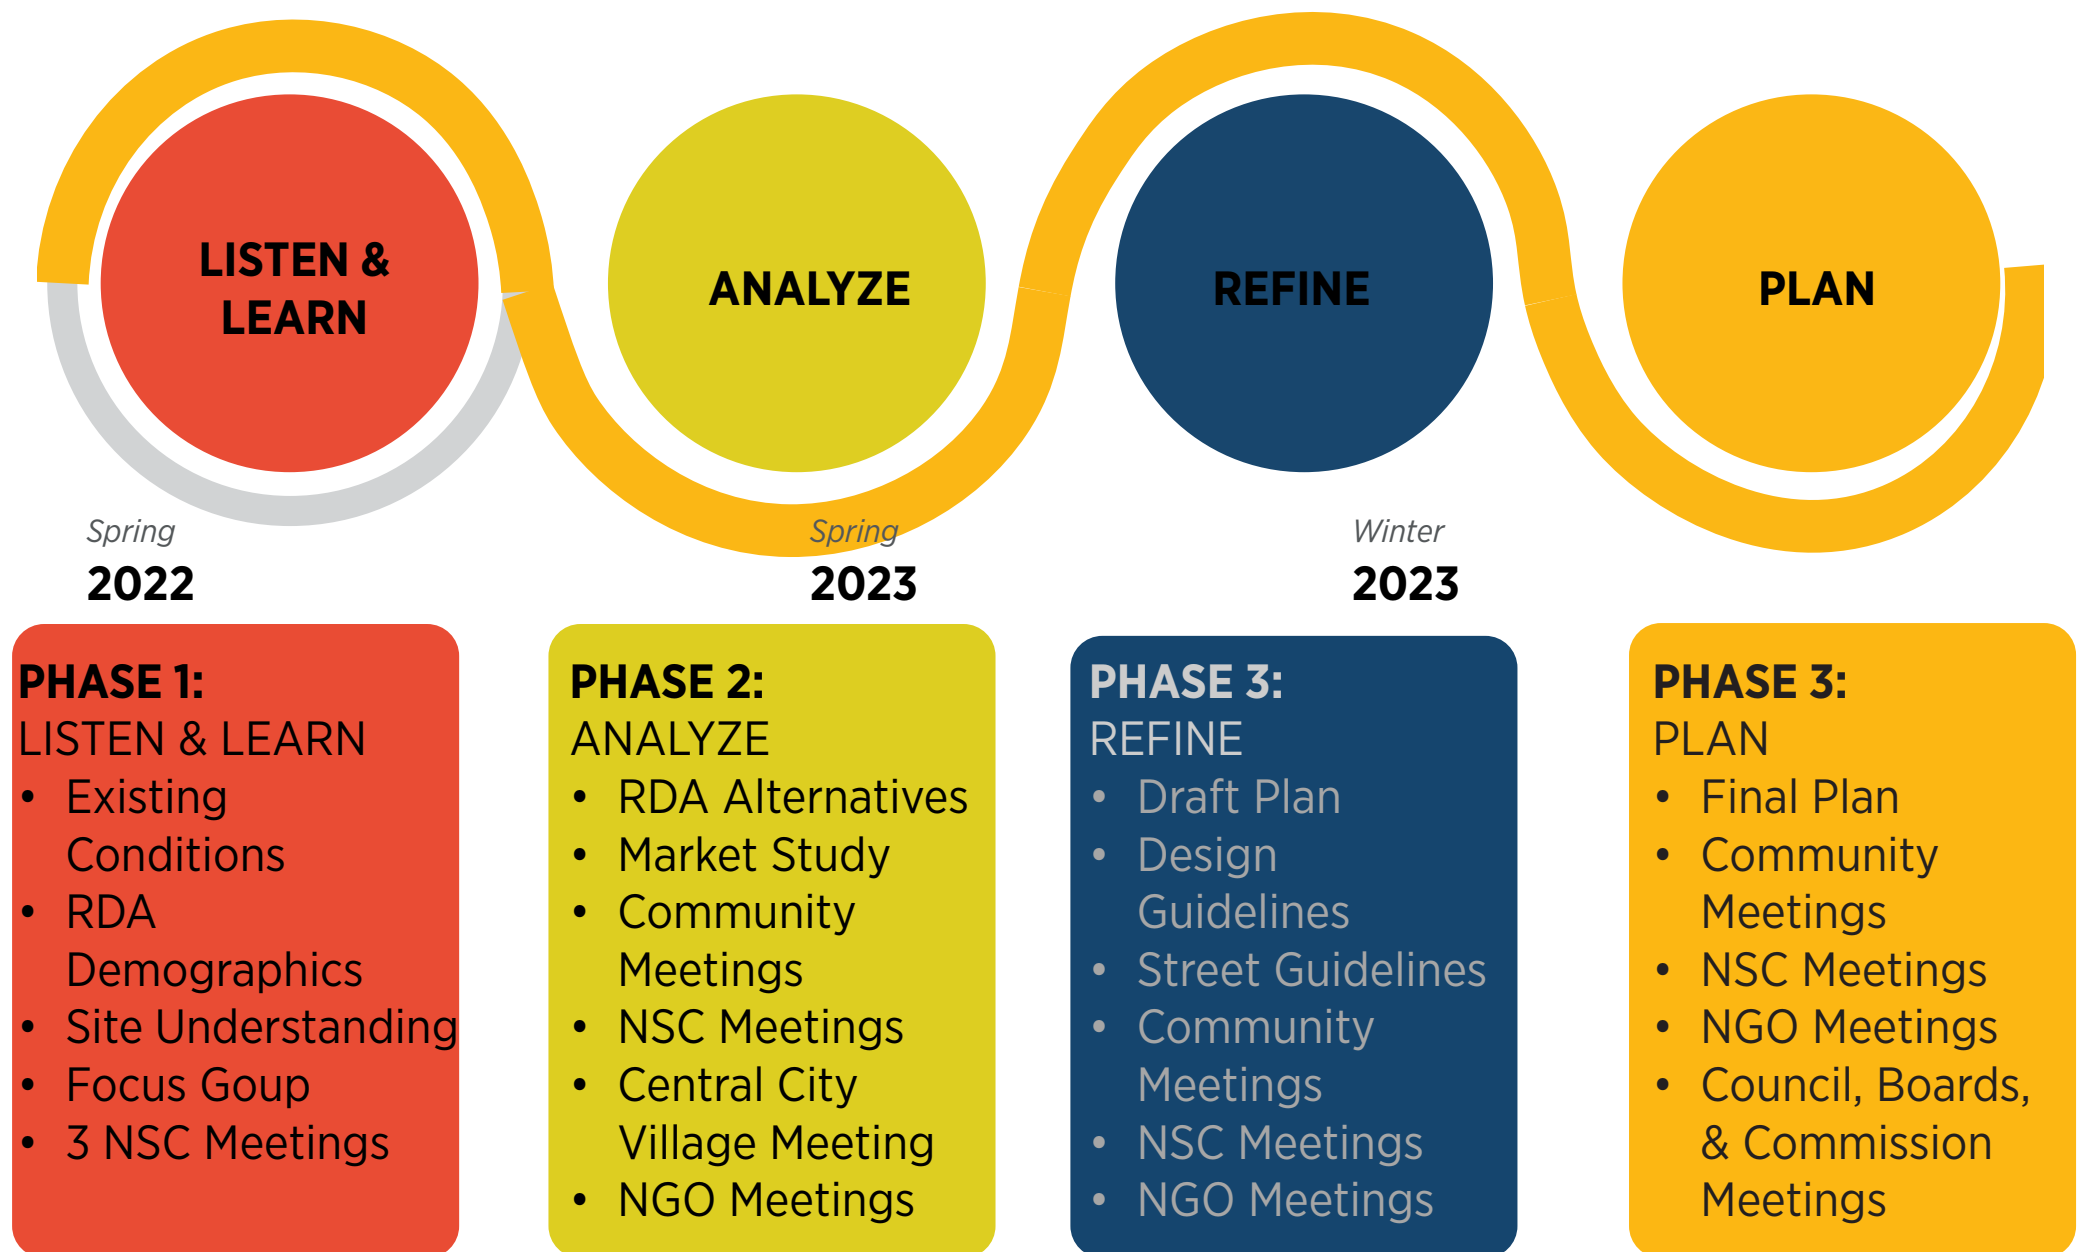 LISTEN &
LEARN
ANALYZE
REFINE
PLAN
Spring
2022
Spring
2023
Winter
2023
PHASE 1:
LISTEN & LEARN
• Existing
Conditions
• RDA
Demographics
• Site Understanding
• Focus Goup
• 3 NSC Meetings
PHASE 2:
ANALYZE
• RDA Alternatives
• Market Study
• Community
Meetings
• NSC Meetings
• Central City
Village Meeting
• NGO Meetings
PHASE 3:
REFINE
• Draft Plan
• Design
Guidelines
• Street Guidelines
• Community
Meetings
• NSC Meetings
• NGO Meetings
PHASE 3:
PLAN
• Final Plan
• Community
Meetings
• NSC Meetings
• NGO Meetings
• Council, Boards,
& Commission
Meetings